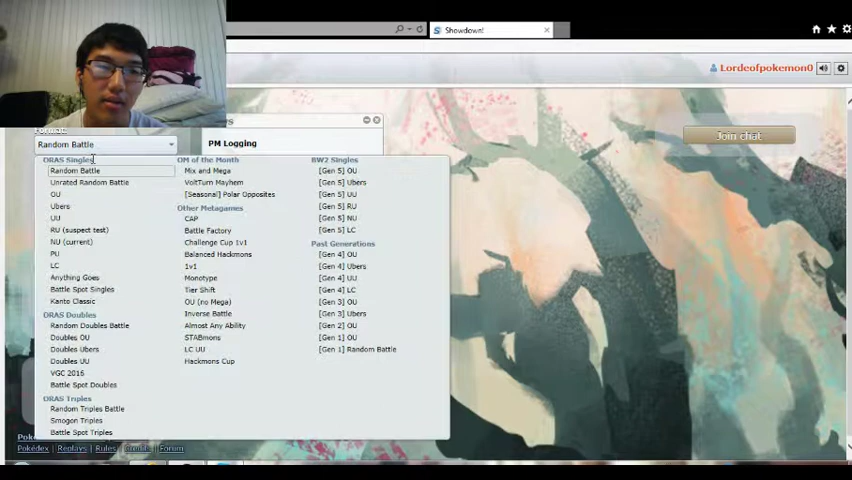 Showdown!
Lordeofpokemon0
Format:
Random Battle
PM Logging
Join chat
ORAS Singles
Random Battle
Unrated Random Battle
OU
Ubers
UU
RU (suspect test)
NU (current)
PU
LC
Anything Goes
Battle Spot Singles
Kanto Classic
ORAS Doubles
Random Doubles Battle
Doubles OU
Doubles Ubers
Doubles UU
VGC 2016
Battle Spot Doubles
ORAS Triples
Random Triples Battle
Smogon Triples
Battle Spot Triples
OM of the Month
Mix and Mega
VoltTurn Mayhem
[Seasonal] Polar Opposites
Other Metagames
CAP
Battle Factory
Challenge Cup 1v1
Balanced Hackmons
1v1
Monotype
Tier Shift
OU (no Mega)
Inverse Battle
Almost Any Ability
STABmons
LC UU
Hackmons Cup
BW2 Singles
[Gen 5] OU
[Gen 5] Ubers
[Gen 5] UU
[Gen 5] RU
[Gen 5] NU
[Gen 5] LC
Past Generations
[Gen 4] OU
[Gen 4] Ubers
[Gen 4] UU
[Gen 4] LC
[Gen 3] OU
[Gen 3] Ubers
[Gen 2] OU
[Gen 1] OU
[Gen 1] Random Battle
Pokédex | Replays | Rules | Credits | Forum